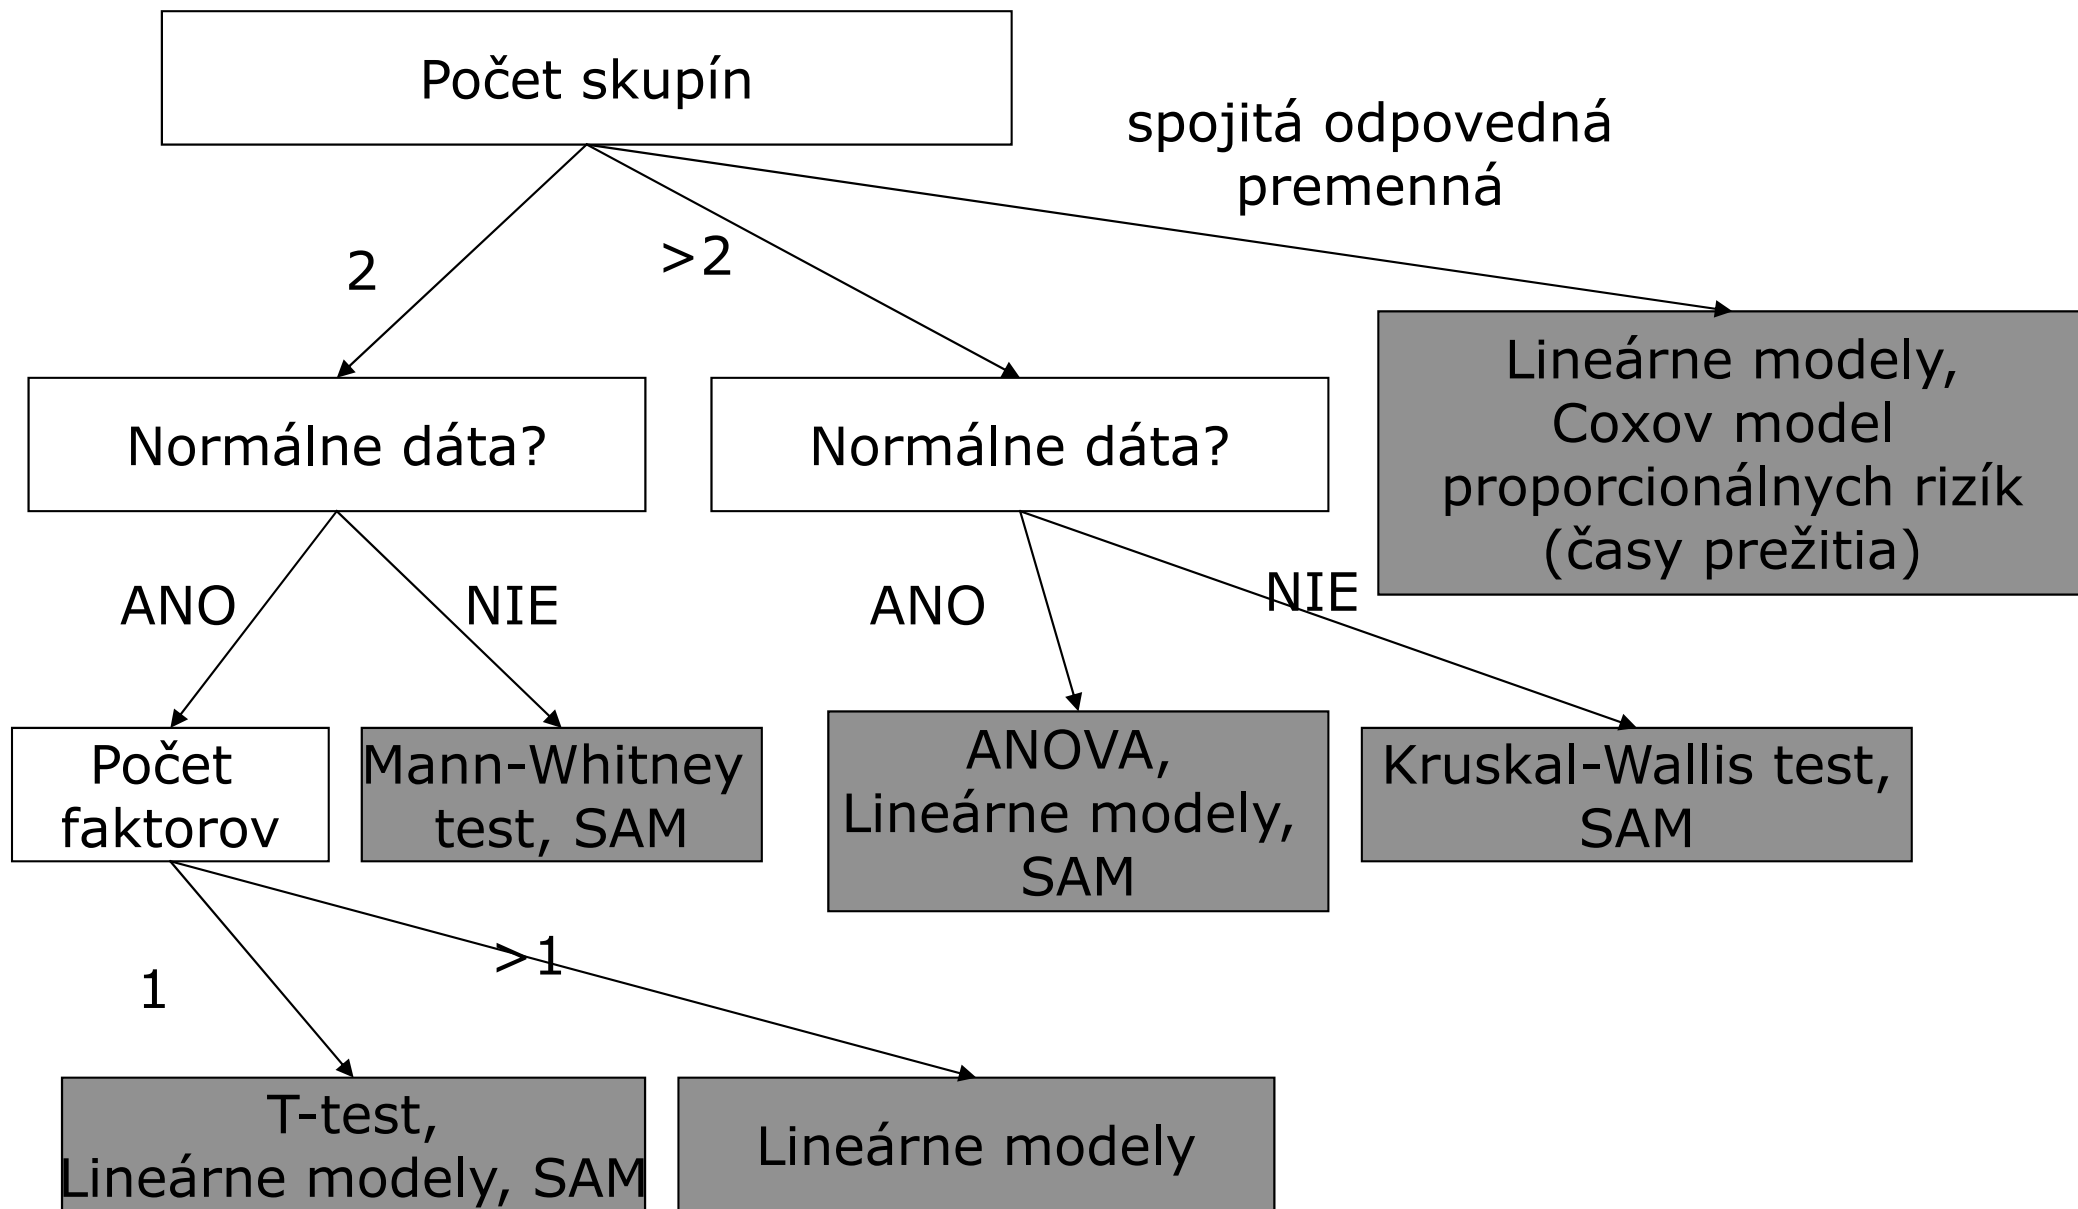 Počet skupín
spojitá odpovedná
premenná
2
>2
Normálne dáta?
Normálne dáta?
Lineárne modely,
Coxov model
proporcionálnych rizík
(časy prežitia)
ANO
NIE
ANO
NIE
Počet
faktorov
Mann-Whitney
test, SAM
ANOVA,
Lineárne modely,
SAM
Kruskal-Wallis test,
SAM
1
>1
T-test,
Lineárne modely, SAM
Lineárne modely